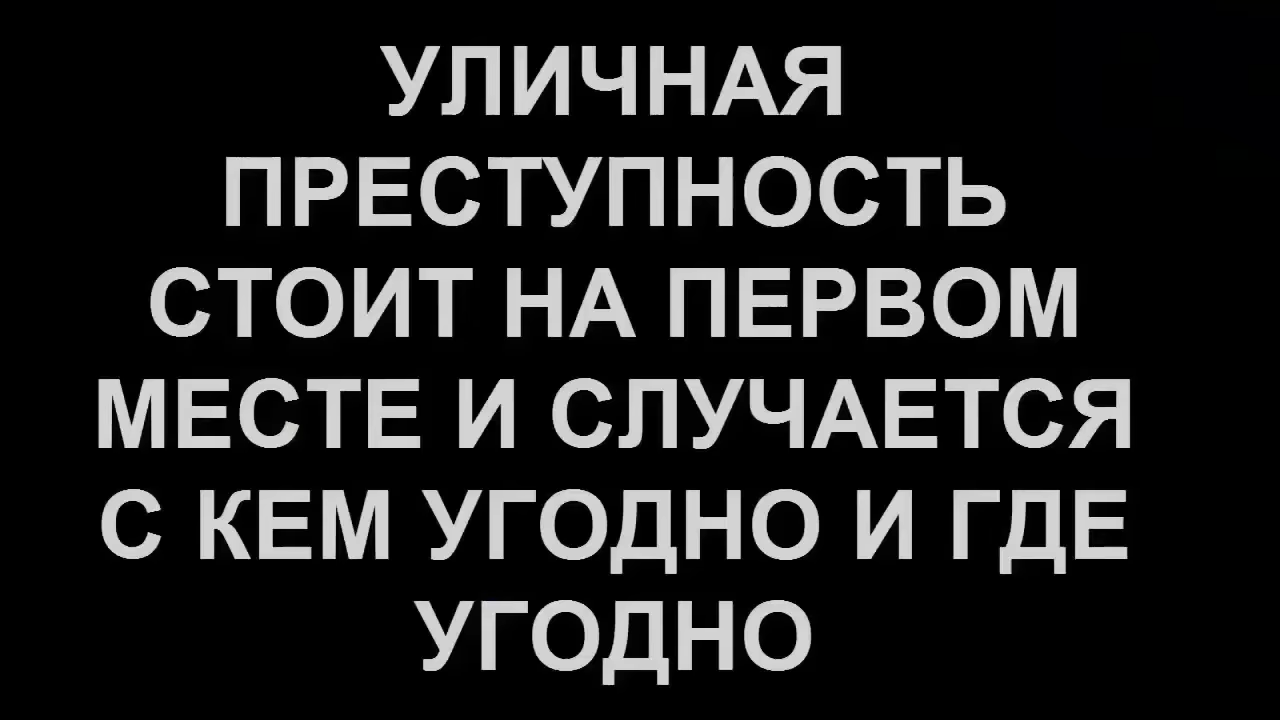 УЛИЧНАЯ
ПРЕСТУПНОСТЬ
СТОИТ НА ПЕРВОМ
МЕСТЕ И СЛУЧАЕТСЯ
С КЕМ УГОДНО И ГДЕ
УГОДНО